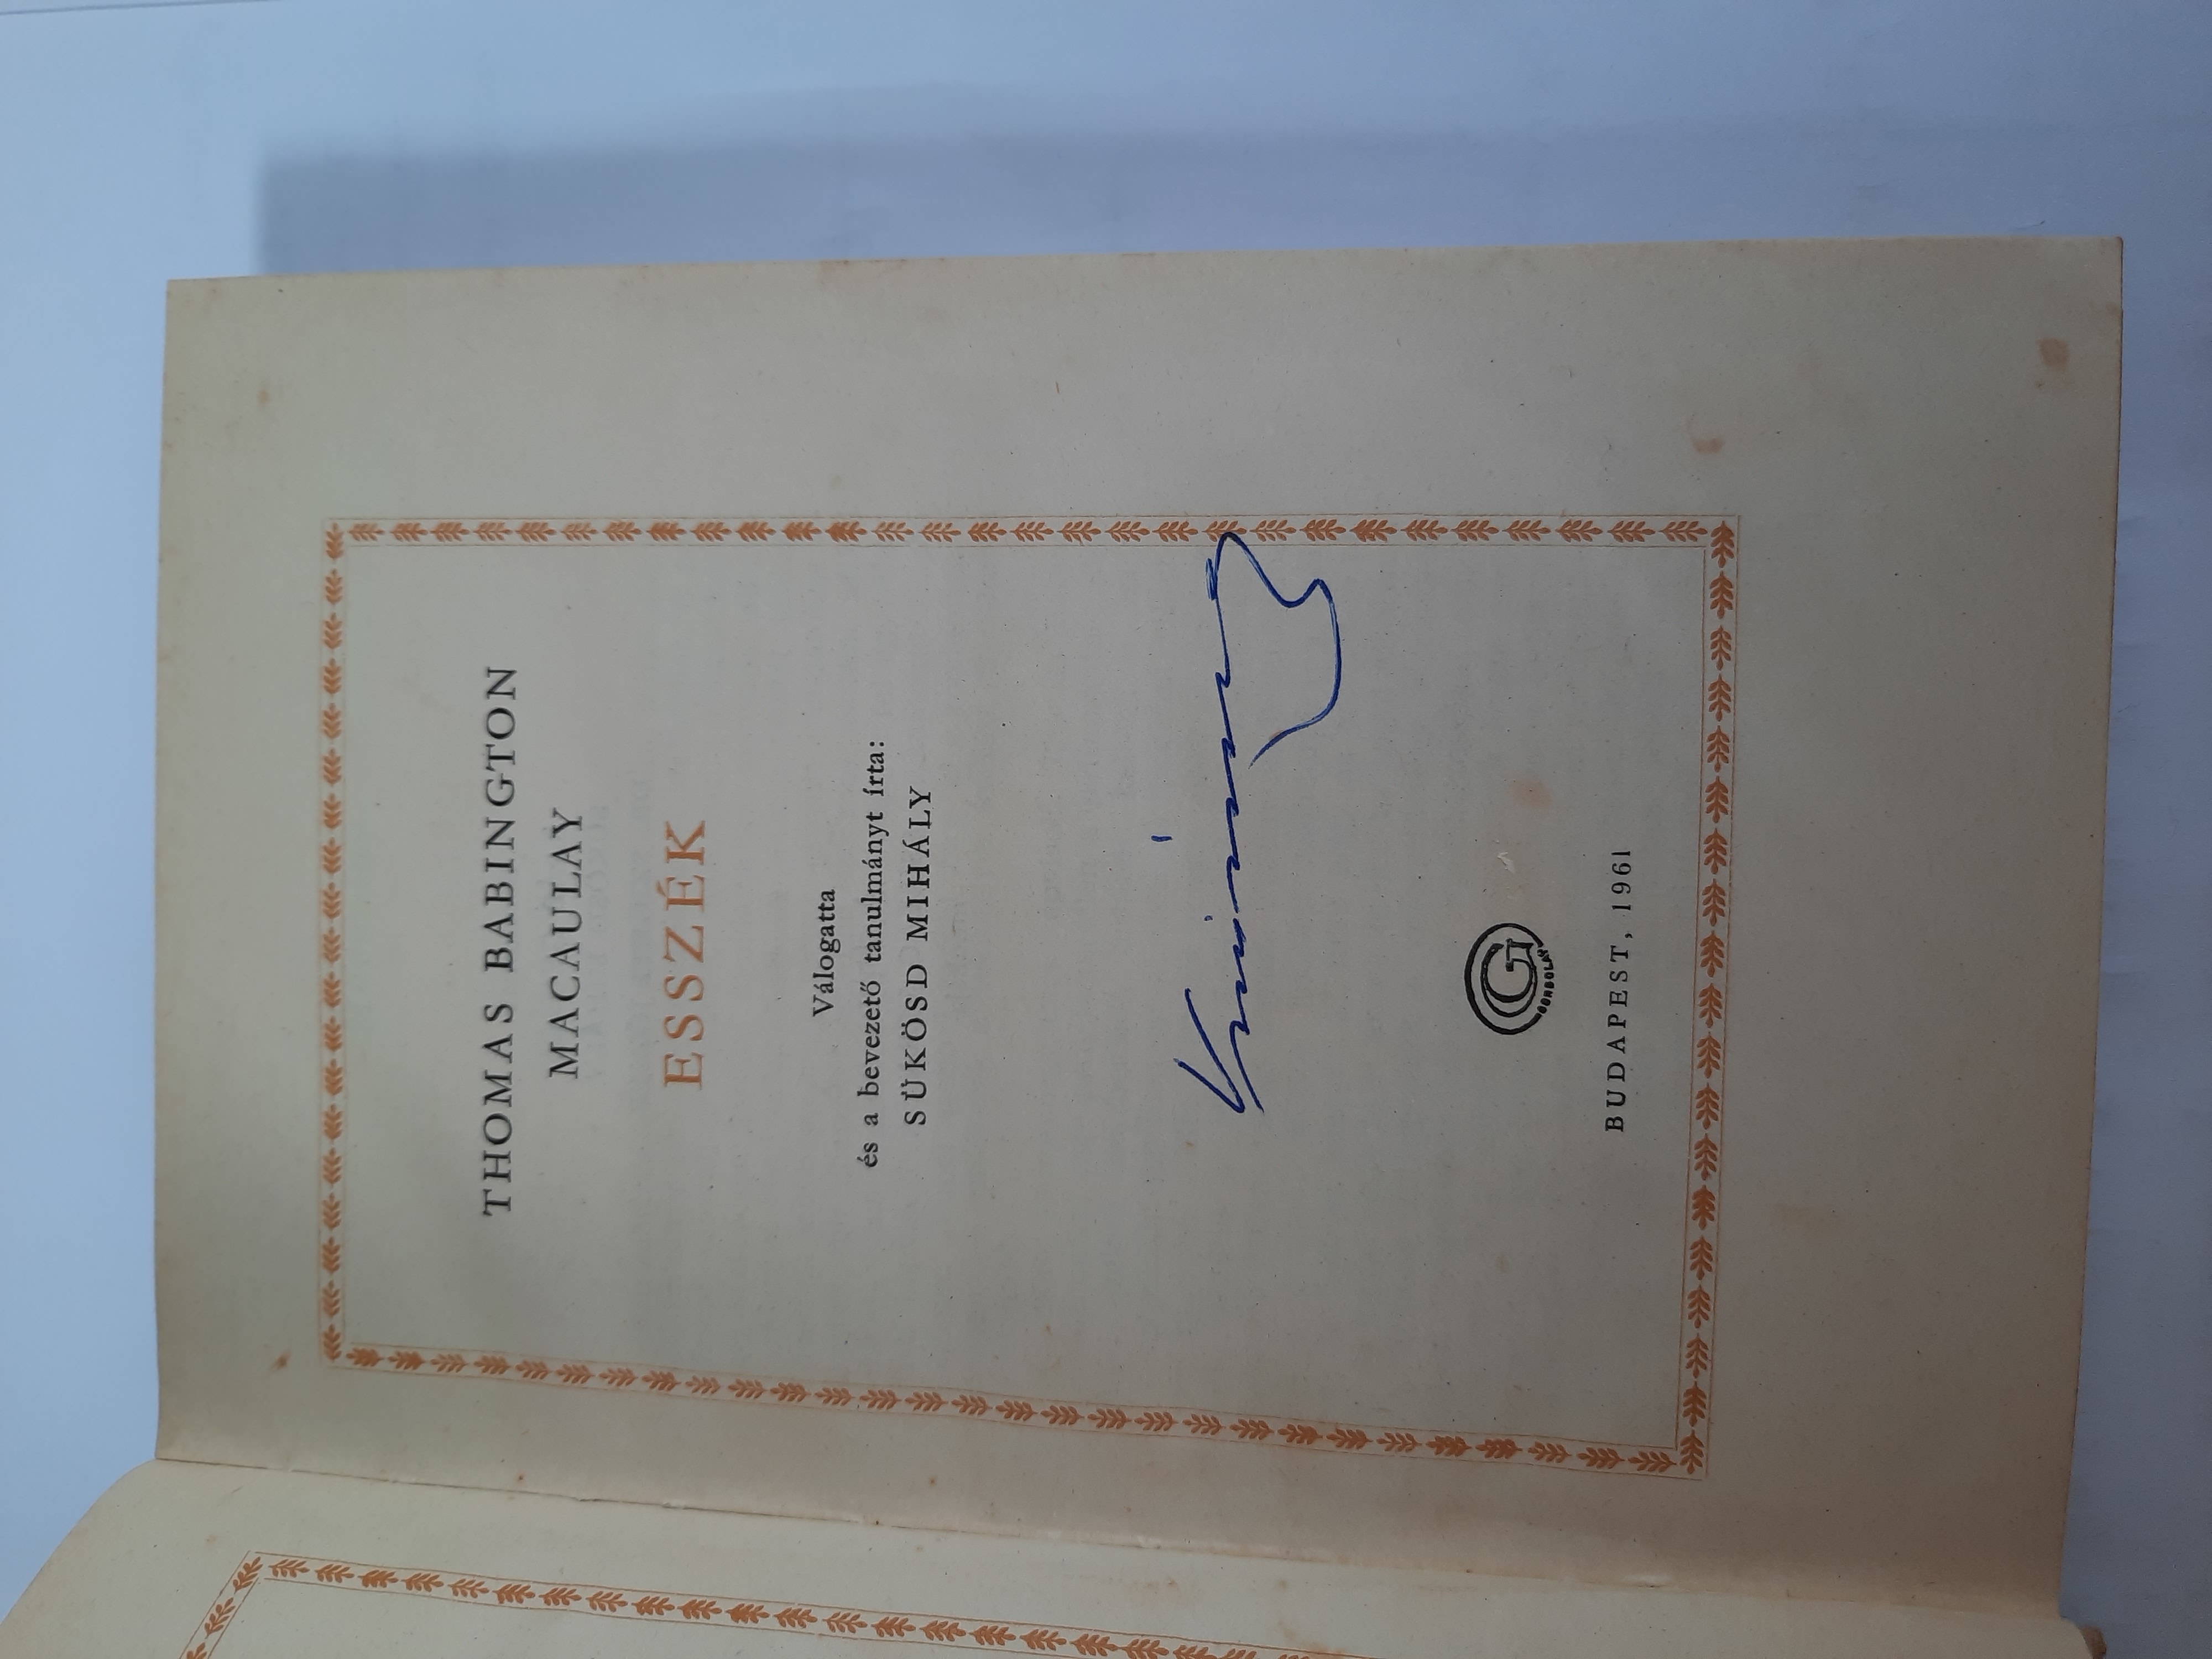 THOMAS BABINGTON
MACAULAY
ESSZÉK
Válogatta
és a bevezető tanulmányt írta:
SÜKÖSD MIHÁLY
G
GONDOLAT
BUDAPEST, 1961